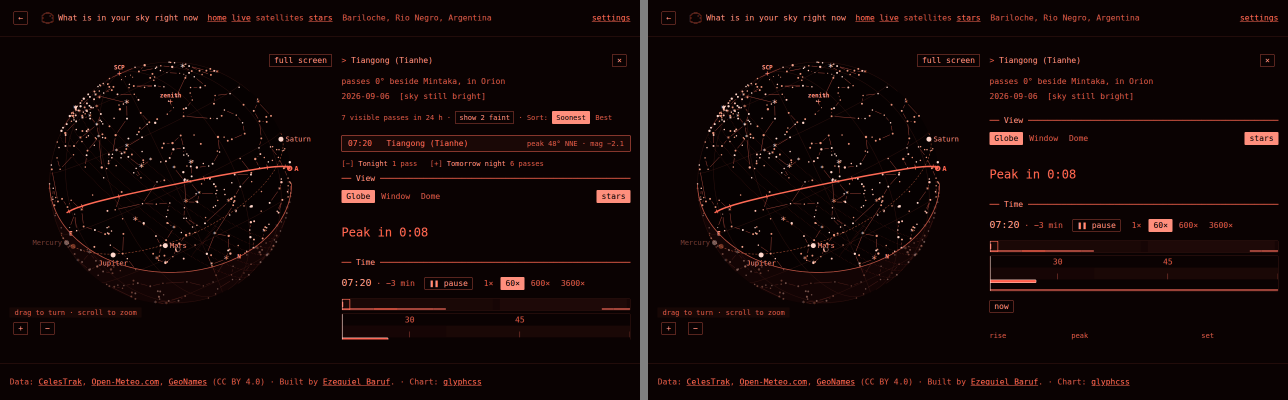 ← What is in your sky right now home live satellites stars Bariloche, Rio Negro, Argentina settings
full screen
> Tiangong (Tianhe) ×
passes 0° beside Mintaka, in Orion
2026-09-06 [sky still bright]
7 visible passes in 24 h · show 2 faint · Sort: Soonest Best
07:20 Tiangong (Tianhe) peak 48° NNE · mag −2.1
[−] Tonight 1 pass [+] Tomorrow night 6 passes
View
Globe Window Dome stars
Peak in 0:08
Time
07:20 · −3 min ❚❚ pause 1× 60× 600× 3600×
30 45
SCP
zenith
Saturn
A
E
Mercury
Mars
Jupiter
N
drag to turn · scroll to zoom
+ −
Data: CelesTrak, Open-Meteo.com, GeoNames (CC BY 4.0) · Built by Ezequiel Baruf. · Chart: glyphcss
← What is in your sky right now home live satellites stars Bariloche, Rio Negro, Argentina settings
full screen
> Tiangong (Tianhe) ×
passes 0° beside Mintaka, in Orion
2026-09-06 [sky still bright]
View
Globe Window Dome stars
Peak in 0:08
Time
07:20 · −3 min ❚❚ pause 1× 60× 600× 3600×
30 45
now
rise peak set
SCP
zenith
Saturn
A
E
Mercury
Mars
Jupiter
N
drag to turn · scroll to zoom
+ −
Data: CelesTrak, Open-Meteo.com, GeoNames (CC BY 4.0) · Built by Ezequiel Baruf. · Chart: glyphcss